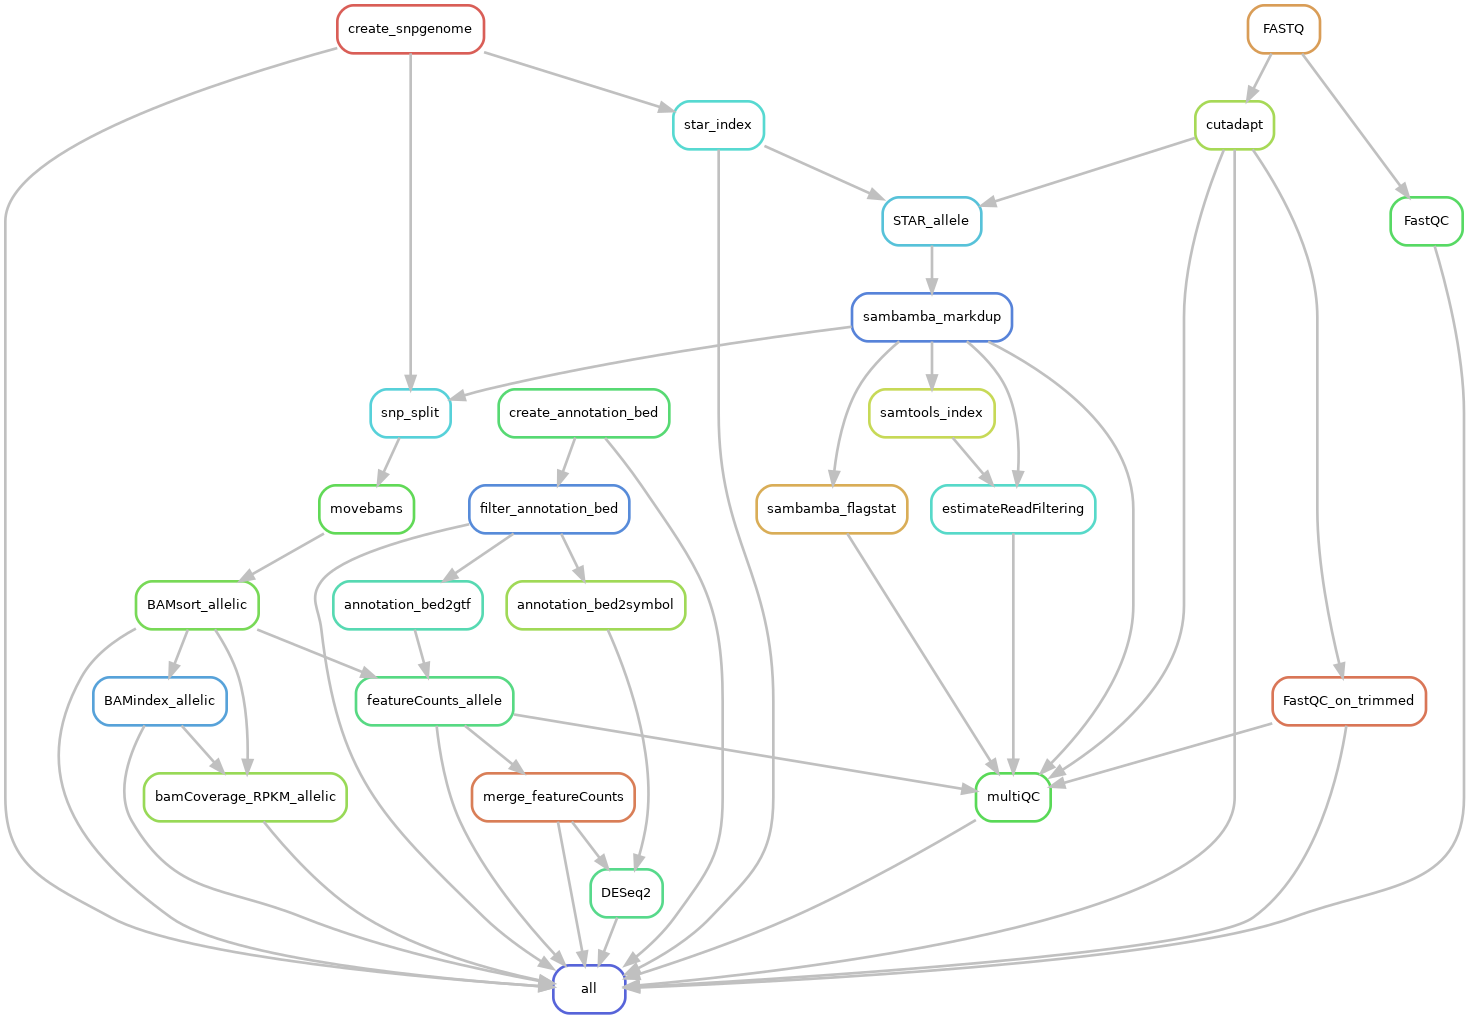 create_snpgenome
FASTQ
star_index
cutadapt
STAR_allele
FastQC
sambamba_markdup
snp_split
create_annotation_bed
samtools_index
movebams
filter_annotation_bed
sambamba_flagstat
estimateReadFiltering
BAMsort_allelic
annotation_bed2gtf
annotation_bed2symbol
BAMindex_allelic
featureCounts_allele
FastQC_on_trimmed
bamCoverage_RPKM_allelic
merge_featureCounts
multiQC
DESeq2
all